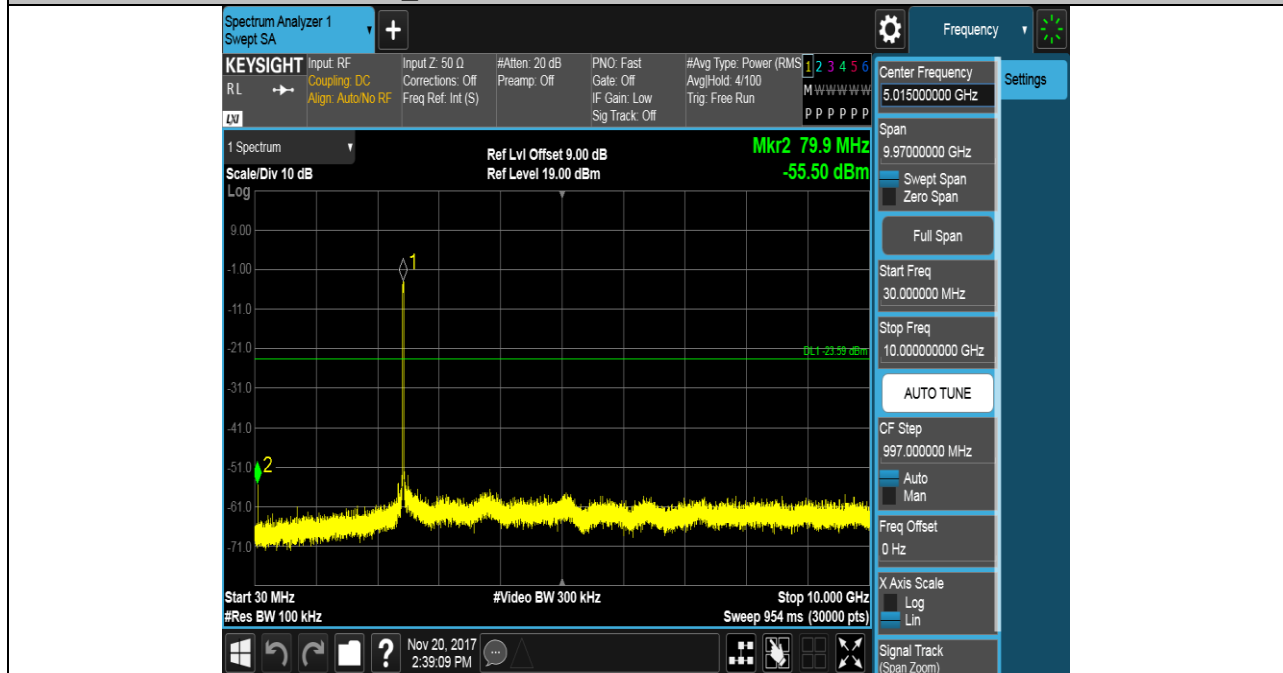 Spectrum Analyzer 1
Swept SA
+
Frequency
KEYSIGHT
RL
LXI
Input: RF
Coupling: DC
Align: Auto/No RF
Input Z: 50 Ω
Corrections: Off
Freq Ref: Int (S)
#Atten: 20 dB
Preamp: Off
PNO: Fast
Gate: Off
IF Gain: Low
Sig Track: Off
#Avg Type: Power (RMS
Avg|Hold: 4/100
Trig: Free Run
1 2 3 4 5 6
M W W W W W
P P P P P P
1 Spectrum
Scale/Div 10 dB
Log
Ref Lvl Offset 9.00 dB
Ref Level 19.00 dBm
Mkr2 79.9 MHz
-55.50 dBm
9.00
-1.00
-11.0
-21.0
-31.0
-41.0
-51.0
-61.0
-71.0
1
2
DL1 -23.59 dBm
Start 30 MHz
#Res BW 100 kHz
#Video BW 300 kHz
Stop 10.000 GHz
Sweep 954 ms (30000 pts)
?
Nov 20, 2017
2:39:09 PM
Center Frequency
5.015000000 GHz
Settings
Span
9.97000000 GHz
Swept Span
Zero Span
Full Span
Start Freq
30.000000 MHz
Stop Freq
10.000000000 GHz
AUTO TUNE
CF Step
997.000000 MHz
Auto
Man
Freq Offset
0 Hz
X Axis Scale
Log
Lin
Signal Track
(Span Zoom)